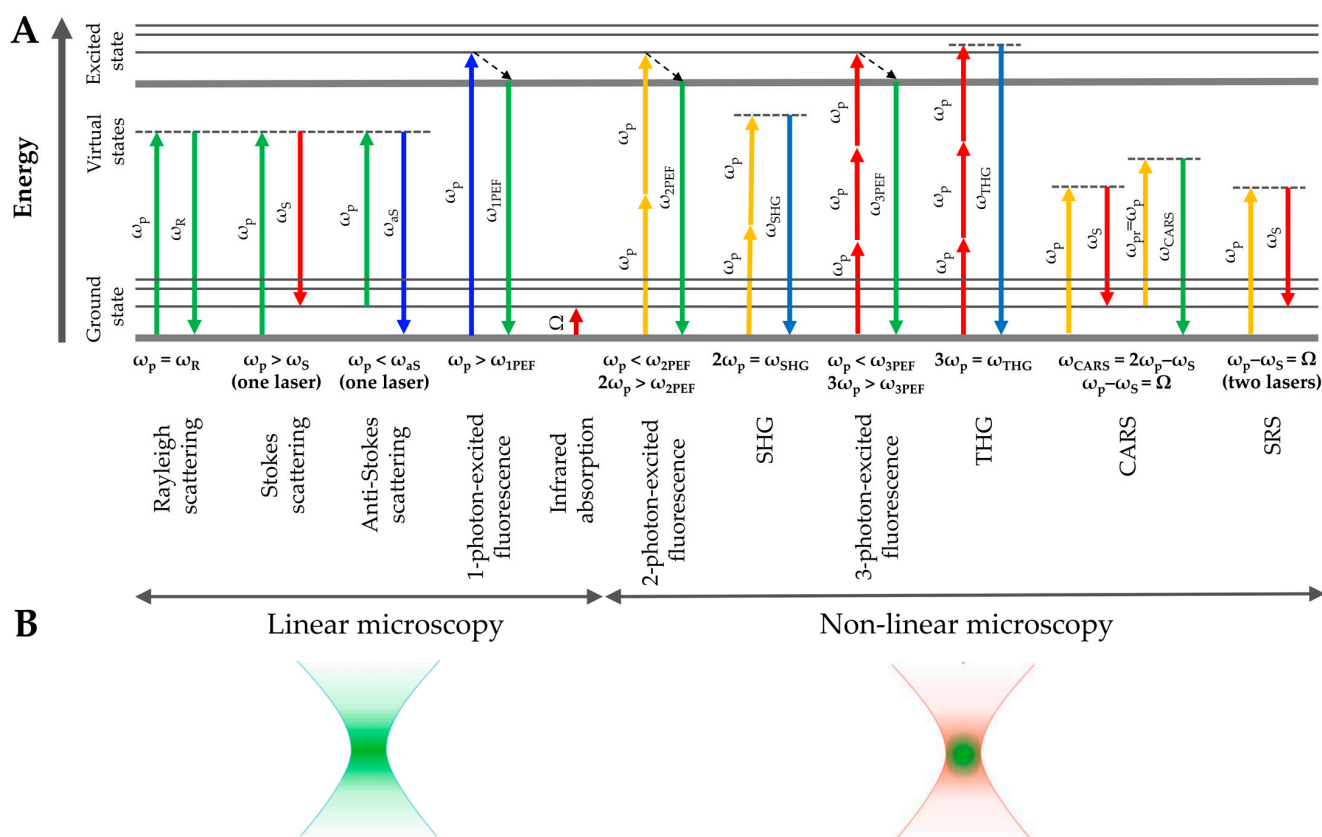 A
Energy
Excited
state
Virtual
states
Ground
state
ωp
ωR
ωp
ωS
ωp
ωaS
ωp
ω1PEF
Ω
ωp
ωp
ω2PEF
ωp
ωp
ωSHG
ωp
ωp
ωp
ω3PEF
ωp
ωp
ωp
ωTHG
ωp
ωS
ωpr=ωp
ωCARS
ωp
ωS
ωp = ωR
ωp > ωS
(one laser)
ωp < ωaS
(one laser)
ωp > ω1PEF
ωp < ω2PEF
2ωp > ω2PEF
2ωp = ωSHG
ωp < ω3PEF
3ωp > ω3PEF
3ωp = ωTHG
ωCARS = 2ωp−ωS
ωp−ωS = Ω
ωp−ωS = Ω
(two lasers)
Rayleigh
scattering
Stokes
scattering
Anti-Stokes
scattering
1-photon-excited
fluorescence
Infrared
absorption
2-photon-excited
fluorescence
SHG
3-photon-excited
fluorescence
THG
CARS
SRS
B
Linear microscopy
Non-linear microscopy